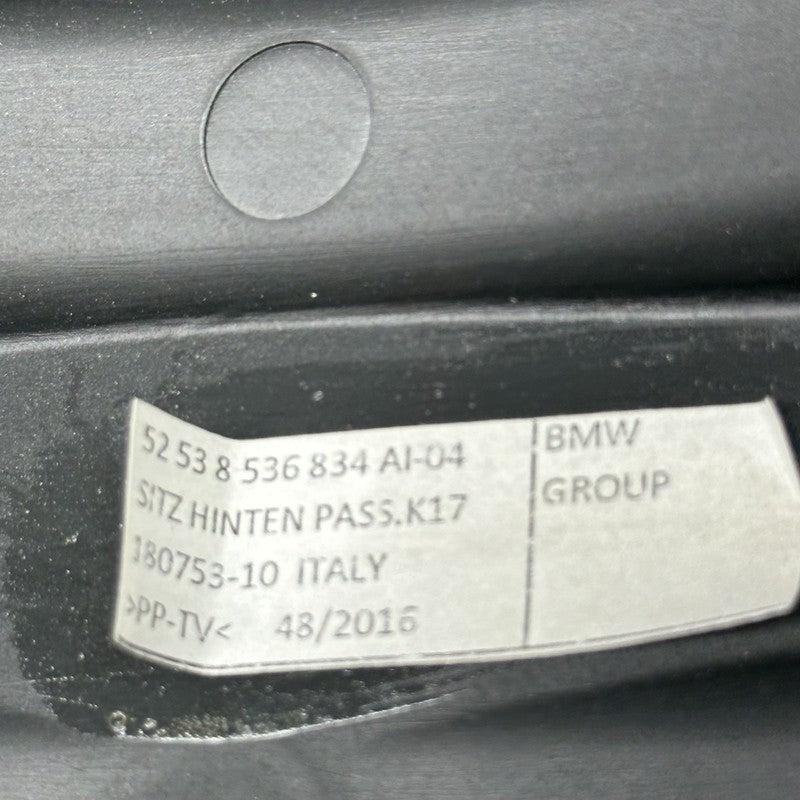 52 53 8 536 834 AI-04
SITZ HINTEN PASS.K17
180753-10 ITALY
>PP-TV< 48/2016
BMW
GROUP